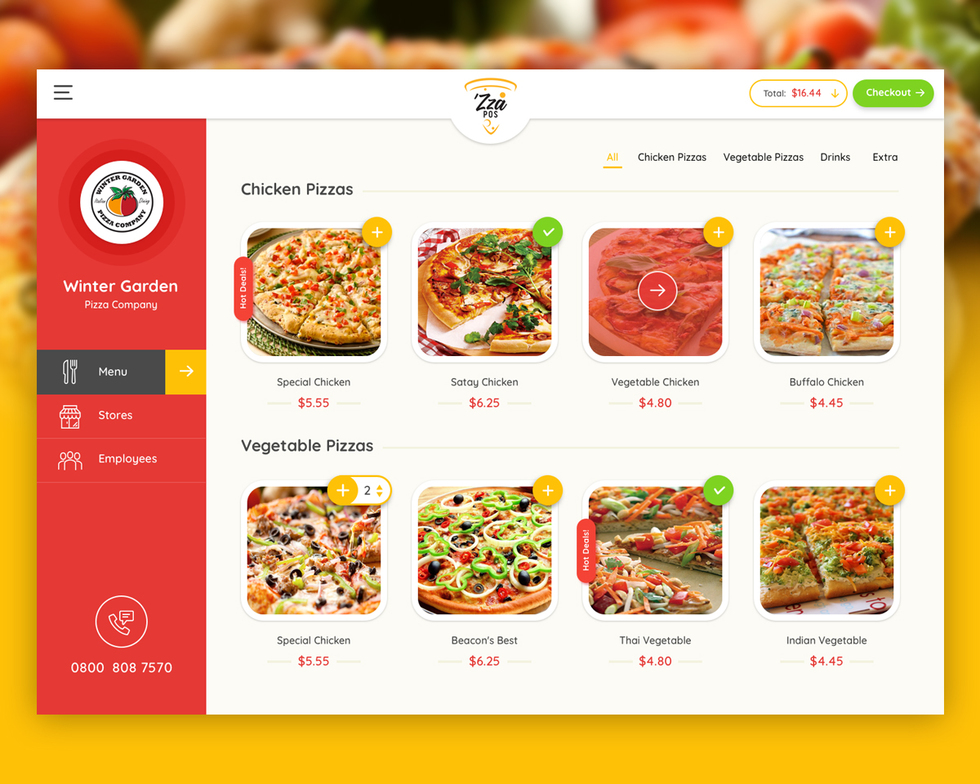 'Zza
POS
Total: $16.44
Checkout
All
Chicken Pizzas
Vegetable Pizzas
Drinks
Extra
WINTER GARDEN
PIZZA COMPANY
Winter Garden
Pizza Company
Menu
Stores
Employees
0800 808 7570
Chicken Pizzas
Hot Deals!
Special Chicken
$5.55
Satay Chicken
$6.25
Vegetable Chicken
$4.80
Buffalo Chicken
$4.45
Vegetable Pizzas
2
Hot Deals!
Special Chicken
$5.55
Beacon's Best
$6.25
Thai Vegetable
$4.80
Indian Vegetable
$4.45